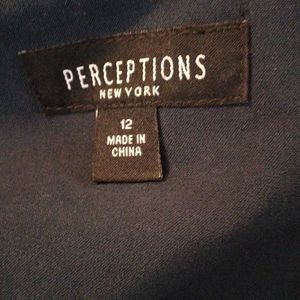 PERCEPTIONS
NEW YORK
12
MADE IN
CHINA